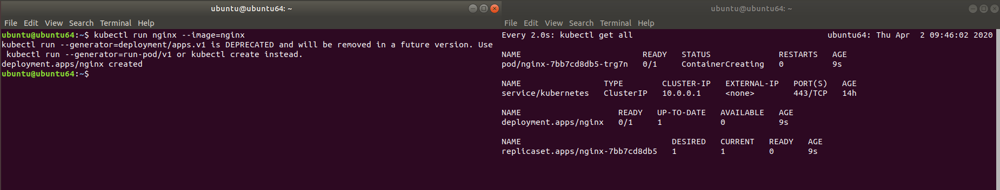 ubuntu@ubuntu64: ~
File Edit View Search Terminal Help
ubuntu@ubuntu64:~$ kubectl run nginx --image=nginx
kubectl run --generator=deployment/apps.v1 is DEPRECATED and will be removed in a future version. Use
 kubectl run --generator=run-pod/v1 or kubectl create instead.
deployment.apps/nginx created
ubuntu@ubuntu64:~$
ubuntu@ubuntu64: ~
File Edit View Search Terminal Help
Every 2.0s: kubectl get all ubuntu64: Thu Apr  2 09:46:02 2020
NAME READY STATUS RESTARTS AGE
pod/nginx-7bb7cd8db5-trg7n 0/1 ContainerCreating 0 9s
NAME TYPE CLUSTER-IP EXTERNAL-IP PORT(S) AGE
service/kubernetes ClusterIP 10.0.0.1 <none> 443/TCP 14h
NAME READY UP-TO-DATE AVAILABLE AGE
deployment.apps/nginx 0/1 1 0 9s
NAME DESIRED CURRENT READY AGE
replicaset.apps/nginx-7bb7cd8db5 1 1 0 9s